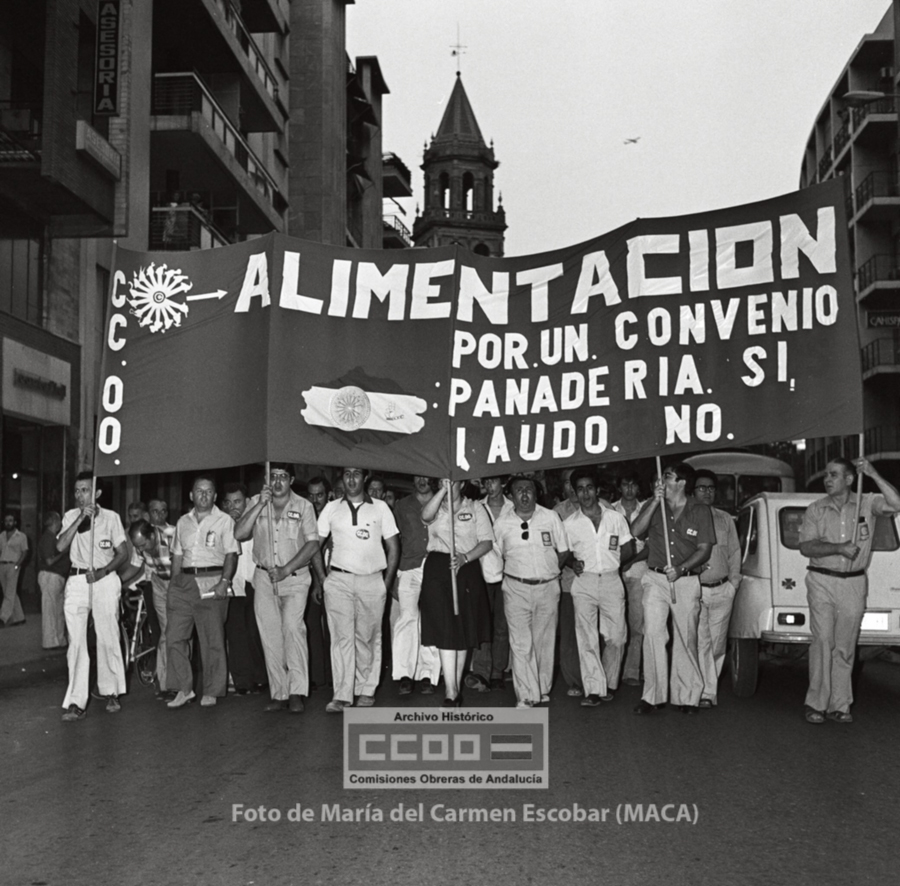 ASESORIA
CC.OO.
ALIMENTACION
POR.UN. CONVENIO
PANADERIA. SI,
LAUDO. NO.
Archivo Histórico
CCOO
Comisiones Obreras de Andalucía
Foto de María del Carmen Escobar (MACA)